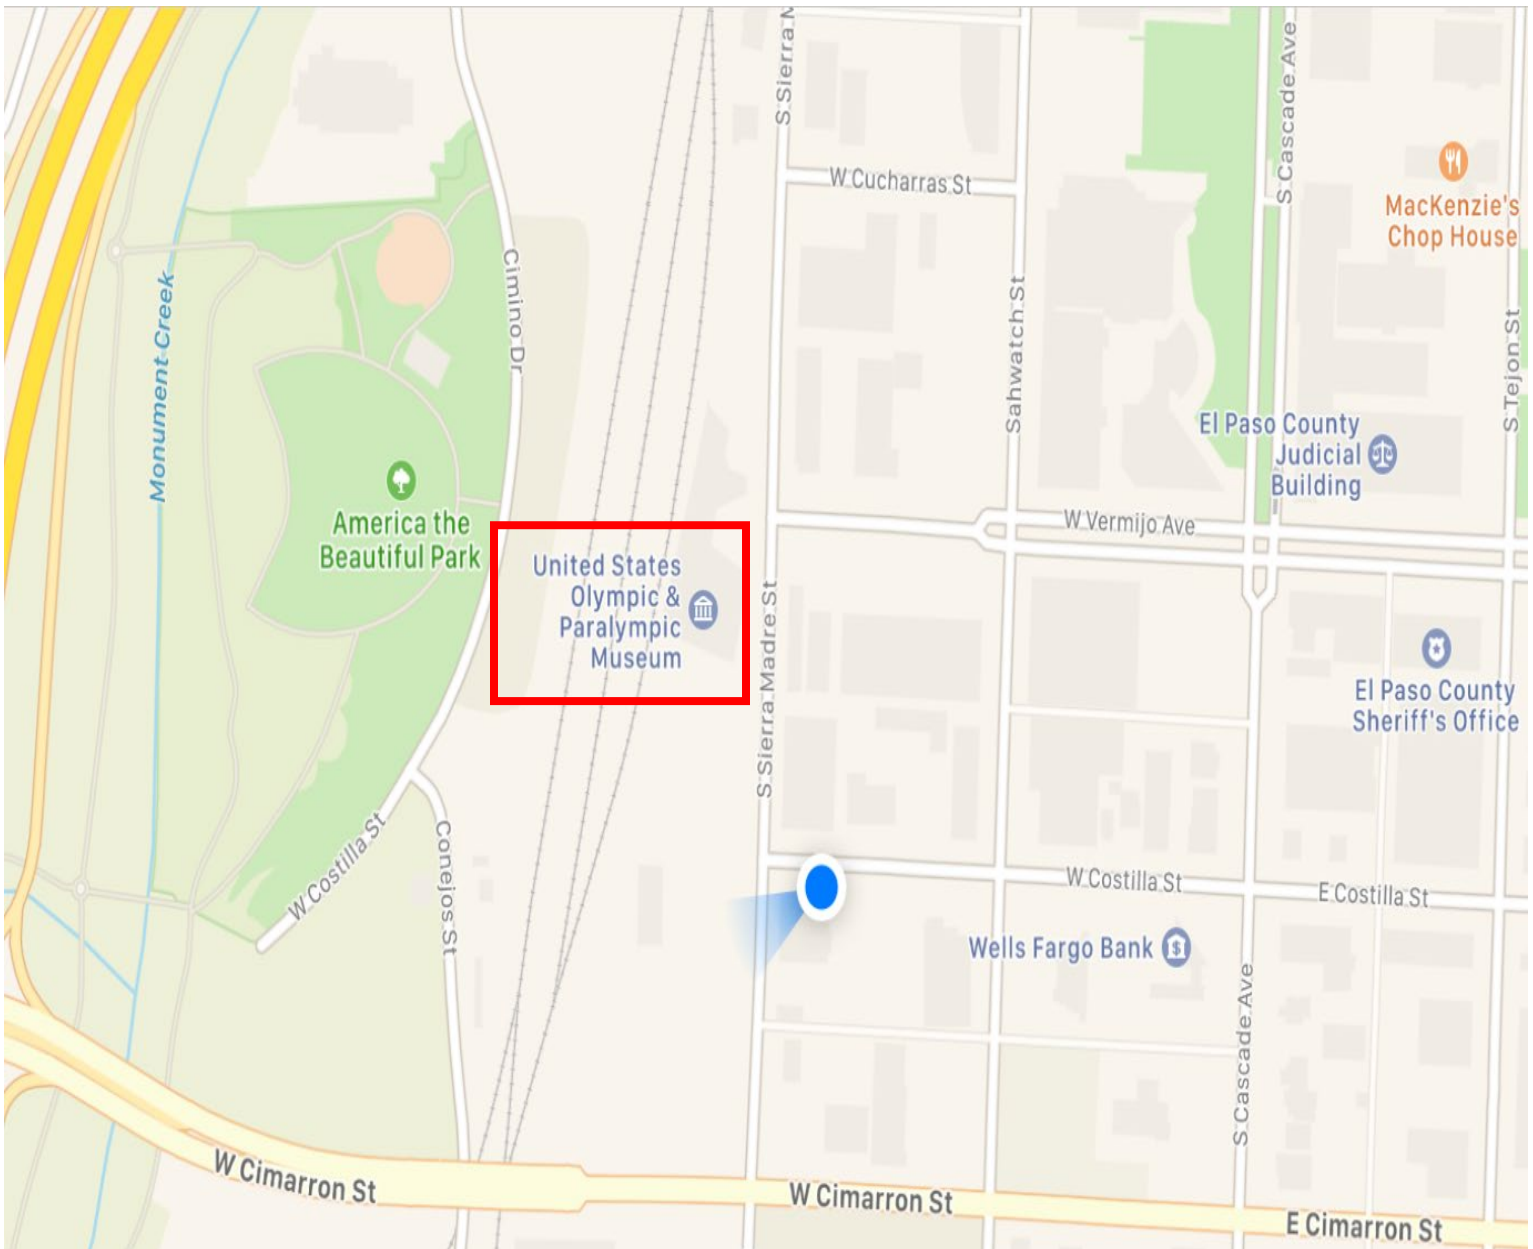 S Sierra M
S Cascade Ave
W Cucharras St
MacKenzie's
Chop House
Cimino Dr
Monument Creek
Sahwatch St
S Tejon St
El Paso County
Judicial
Building
America the
Beautiful Park
W Vermijo Ave
United States
Olympic &
Paralympic
Museum
S Sierra Madre St
El Paso County
Sheriff's Office
W Costilla St
Conejos St
W Costilla St
E Costilla St
Wells Fargo Bank
S Cascade Ave
W Cimarron St
W Cimarron St
E Cimarron St